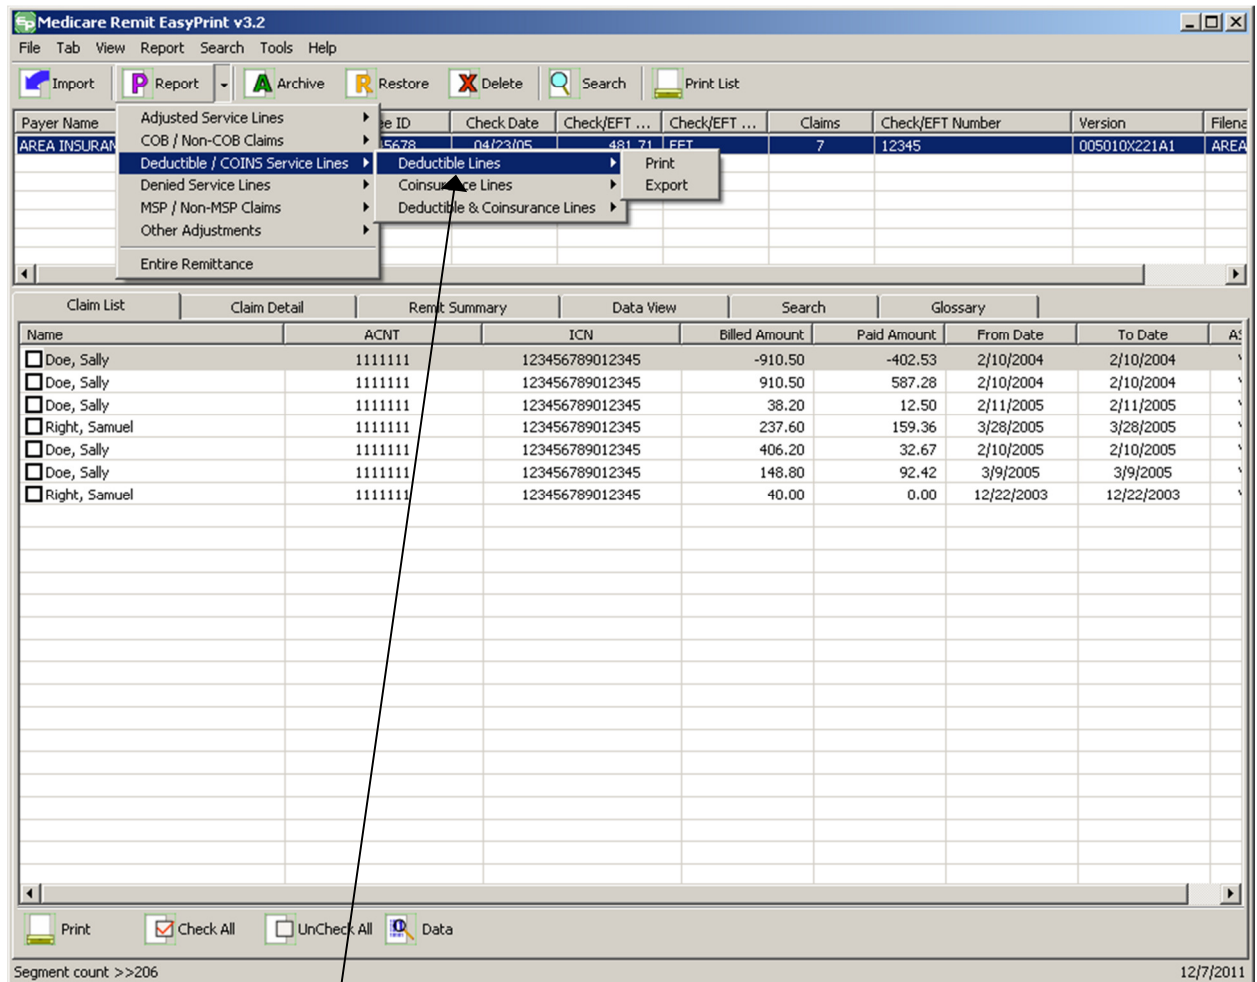 Medicare Remit EasyPrint v3.2
File Tab View Report Search Tools Help
Import Report Archive Restore Delete Search Print List
Payer Name ee ID Check Date Check/EFT ... Check/EFT ... Claims Check/EFT Number Version Filena
AREA INSURAN 5678 04/23/05 481.71 EFT 7 12345 005010X221A1 AREA
Adjusted Service Lines
COB / Non-COB Claims
Deductible / COINS Service Lines
Denied Service Lines
MSP / Non-MSP Claims
Other Adjustments
Entire Remittance
Deductible Lines
Coinsurance Lines
Deductible & Coinsurance Lines
Print
Export
Claim List Claim Detail Remit Summary Data View Search Glossary
Name ACNT ICN Billed Amount Paid Amount From Date To Date AS
Doe, Sally 1111111 123456789012345 -910.50 -402.53 2/10/2004 2/10/2004
Doe, Sally 1111111 123456789012345 910.50 587.28 2/10/2004 2/10/2004
Doe, Sally 1111111 123456789012345 38.20 12.50 2/11/2005 2/11/2005
Right, Samuel 1111111 123456789012345 237.60 159.36 3/28/2005 3/28/2005
Doe, Sally 1111111 123456789012345 406.20 32.67 2/10/2005 2/10/2005
Doe, Sally 1111111 123456789012345 148.80 92.42 3/9/2005 3/9/2005
Right, Samuel 1111111 123456789012345 40.00 0.00 12/22/2003 12/22/2003
Print Check All UnCheck All Data
Segment count >>206 12/7/2011